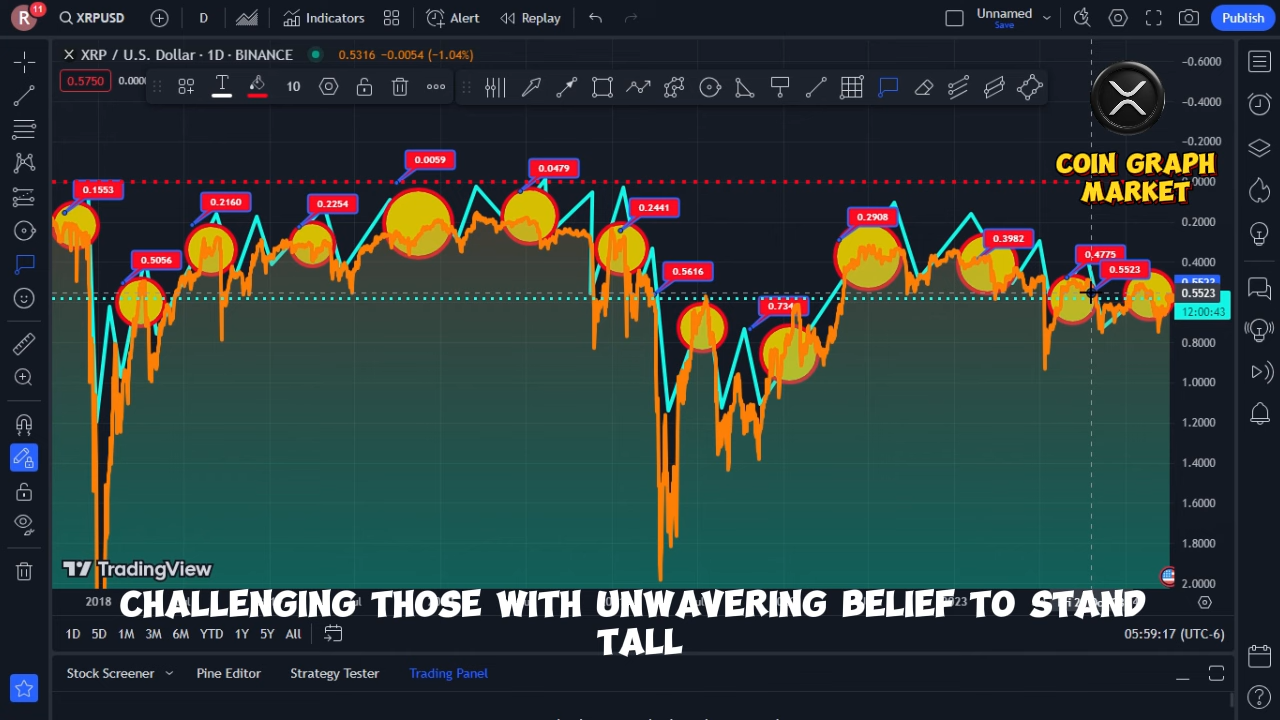 R 11
XRPUSD
D
Indicators
Alert
Replay
Unnamed
Save
Publish
XRP / U.S. Dollar · 1D · BINANCE
0.5316 −0.0054 (−1.04%)
0.5750
T
10
COIN GRAPH
MARKET
−0.6000
−0.4000
−0.2000
0.2000
0.4000
0.5523
12:00:43
0.8000
1.0000
1.2000
1.4000
1.6000
1.8000
2.0000
0.1553
0.5056
0.2160
0.2254
0.0059
0.0479
0.2441
0.5616
0.2908
0.3982
0.4775
0.5523
TradingView
2018
CHALLENGING THOSE WITH UNWAVERING BELIEF TO STAND
TALL
1D 5D 1M 3M 6M YTD 1Y 5Y All
05:59:17 (UTC-6)
Stock Screener Pine Editor Strategy Tester Trading Panel